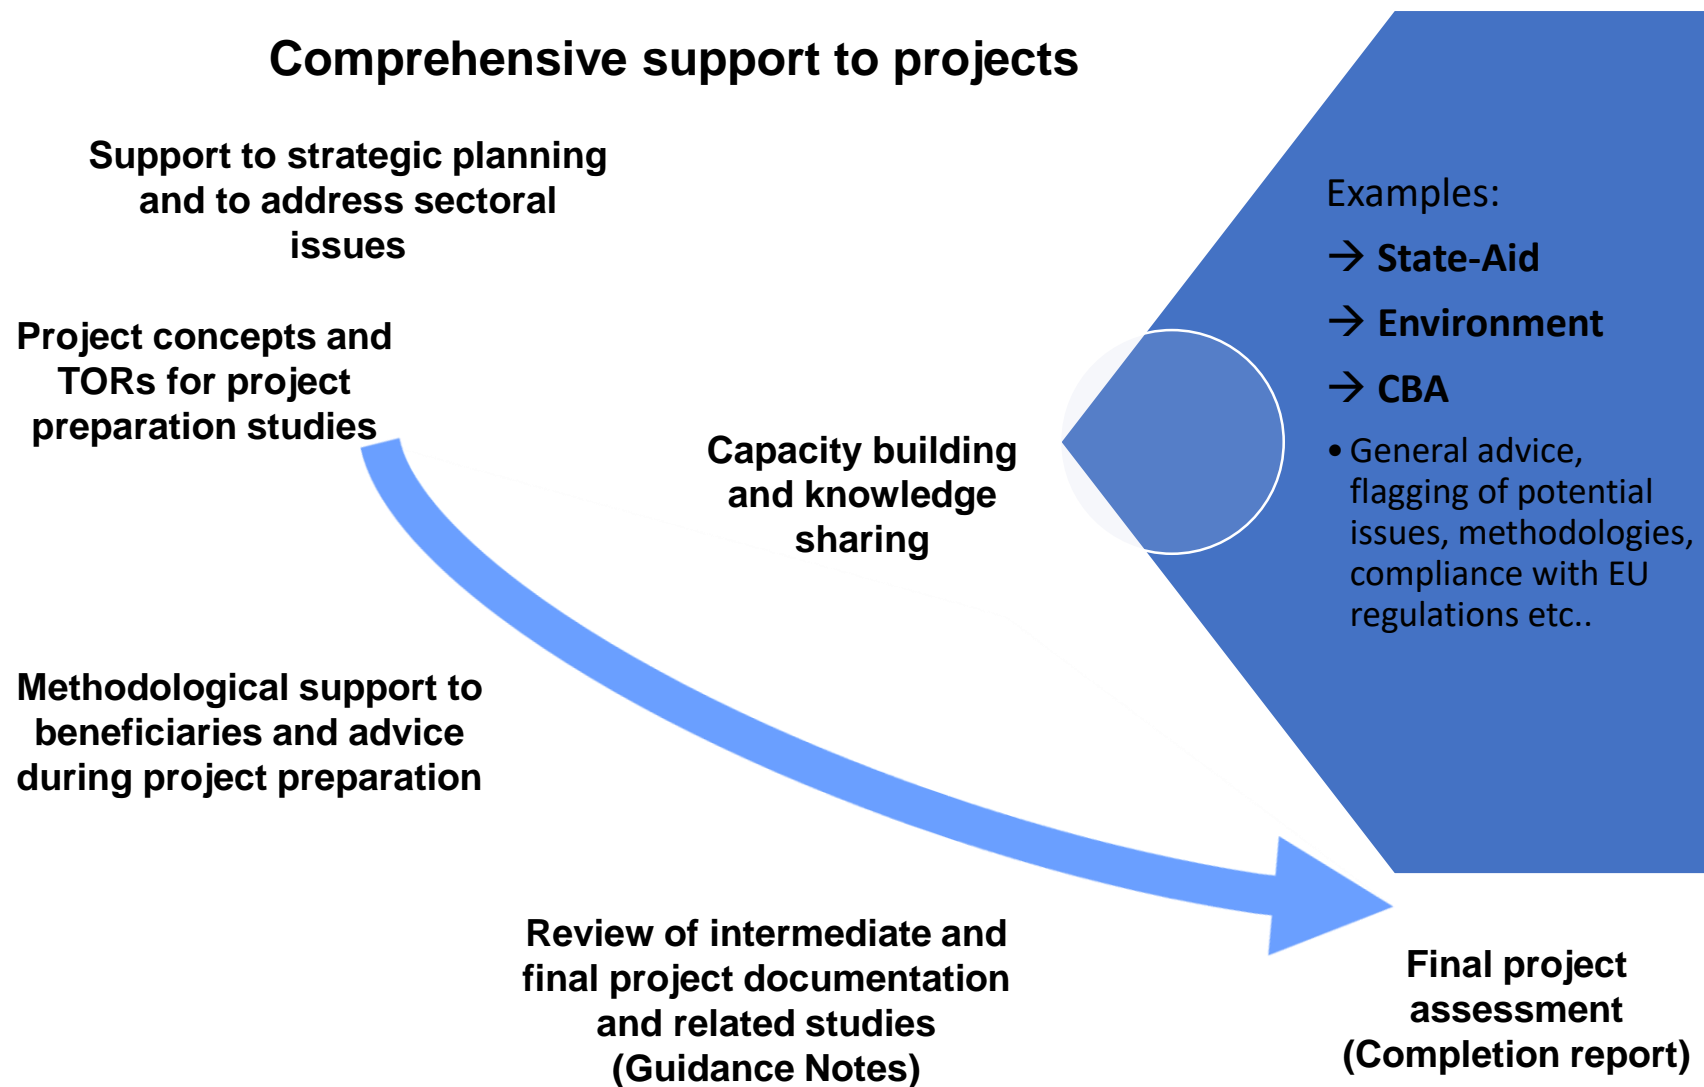 Comprehensive support to projects
Support to strategic planning
and to address sectoral
issues
Project concepts and
TORs for project
preparation studies
Capacity building
and knowledge
sharing
Methodological support to
beneficiaries and advice
during project preparation
Review of intermediate and
final project documentation
and related studies
(Guidance Notes)
Final project
assessment
(Completion report)
Examples:
→ State-Aid
→ Environment
→ CBA
• General advice,
flagging of potential
issues, methodologies,
compliance with EU
regulations etc..